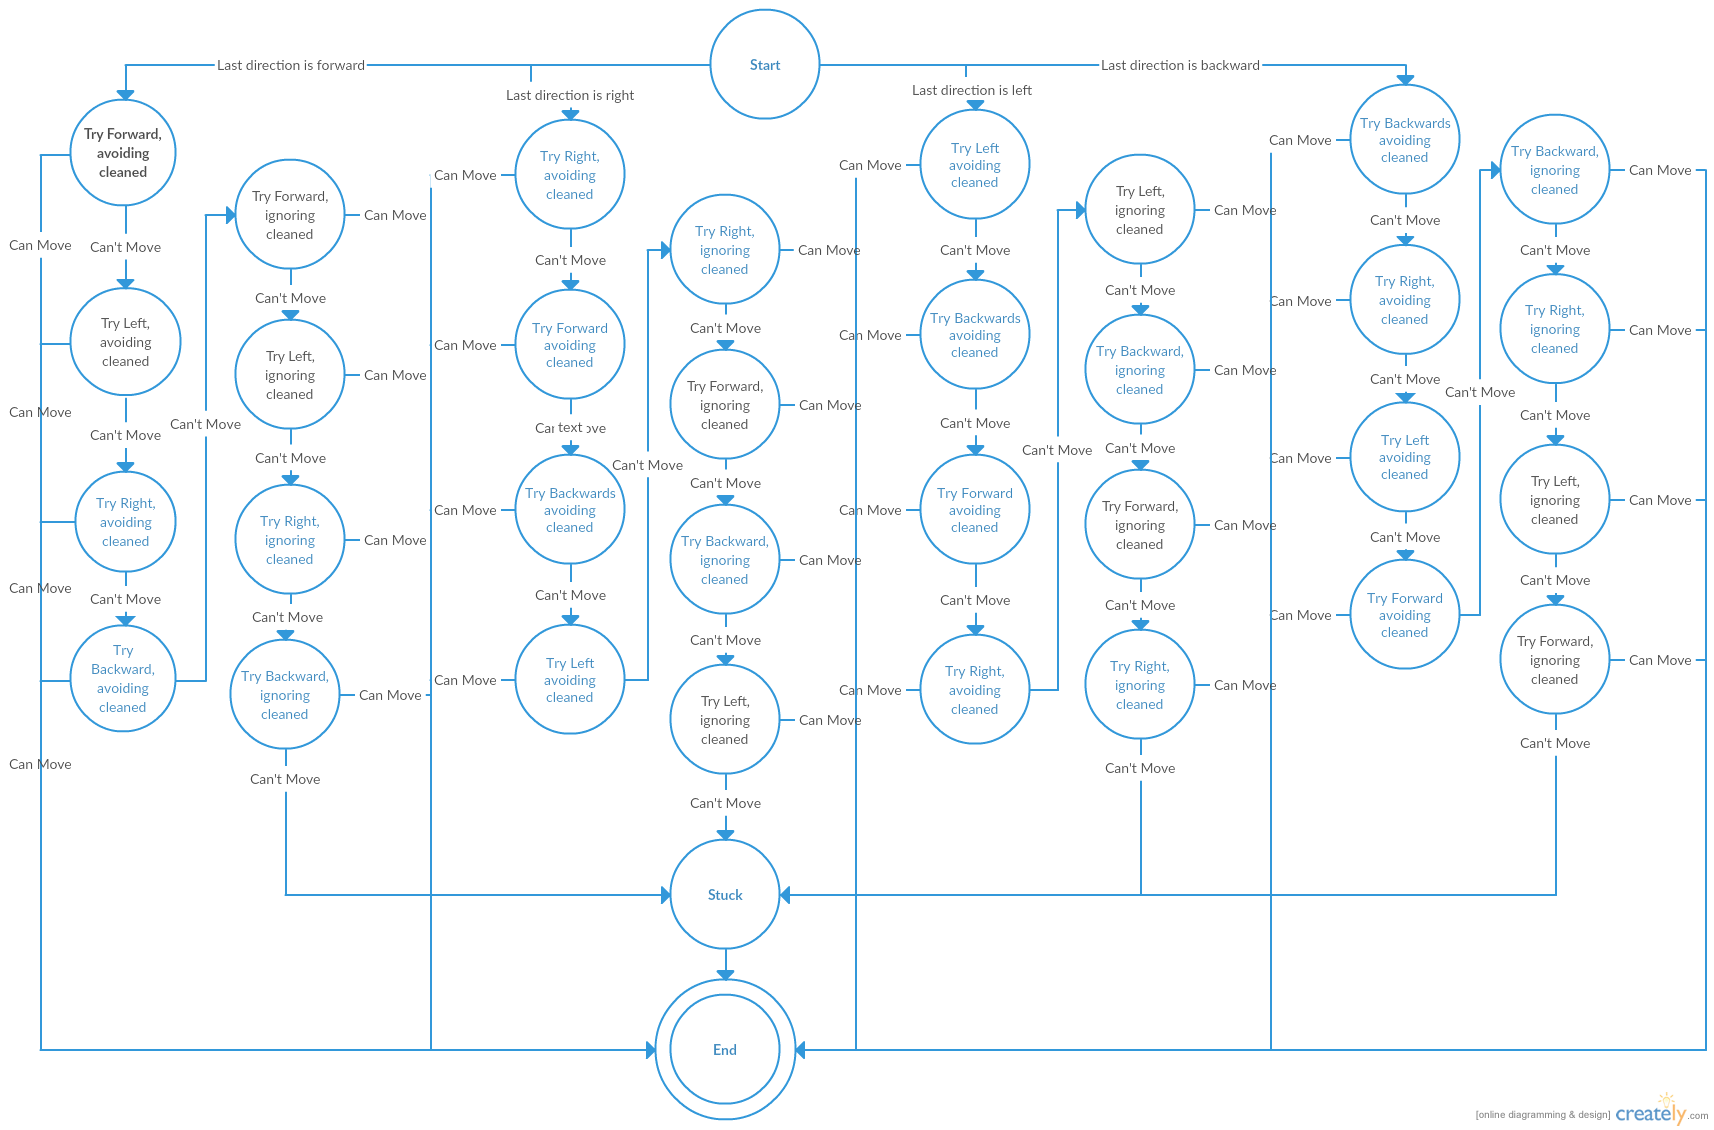 Start
Last direction is forward
Last direction is backward
Last direction is right
Last direction is left
Try Forward,
avoiding
cleaned
Can Move
Can't Move
Try Left,
avoiding
cleaned
Can Move
Can't Move
Try Right,
avoiding
cleaned
Can Move
Can't Move
Try
Backward,
avoiding
cleaned
Can Move
Can't Move
Try Forward,
ignoring
cleaned
Can Move
Can't Move
Try Left,
ignoring
cleaned
Can Move
Can't Move
Try Right,
ignoring
cleaned
Can Move
Can't Move
Try Backward,
ignoring
cleaned
Can Move
Can't Move
Try Right,
avoiding
cleaned
Can Move
Can't Move
Try Forward
avoiding
cleaned
Can Move
text
Try Backwards
avoiding
cleaned
Can Move
Can't Move
Try Left
avoiding
cleaned
Can Move
Can't Move
Try Right,
ignoring
cleaned
Can Move
Can't Move
Try Forward,
ignoring
cleaned
Can Move
Can't Move
Try Backward,
ignoring
cleaned
Can Move
Can't Move
Try Left,
ignoring
cleaned
Can Move
Can't Move
Try Left
avoiding
cleaned
Can Move
Can't Move
Try Backwards
avoiding
cleaned
Can Move
Can't Move
Try Forward
avoiding
cleaned
Can Move
Can't Move
Try Right,
avoiding
cleaned
Can Move
Can't Move
Try Left,
ignoring
cleaned
Can Move
Can't Move
Try Backward,
ignoring
cleaned
Can Move
Can't Move
Try Forward,
ignoring
cleaned
Can Move
Can't Move
Try Right,
ignoring
cleaned
Can Move
Can't Move
Try Backwards
avoiding
cleaned
Can Move
Can't Move
Try Right,
avoiding
cleaned
Can Move
Can't Move
Try Left
avoiding
cleaned
Can Move
Can't Move
Try Forward
avoiding
cleaned
Can Move
Can't Move
Try Backward,
ignoring
cleaned
Can Move
Can't Move
Try Right,
ignoring
cleaned
Can Move
Can't Move
Try Left,
ignoring
cleaned
Can Move
Can't Move
Try Forward,
ignoring
cleaned
Can Move
Can't Move
Stuck
End
[online diagramming & design] creately.com